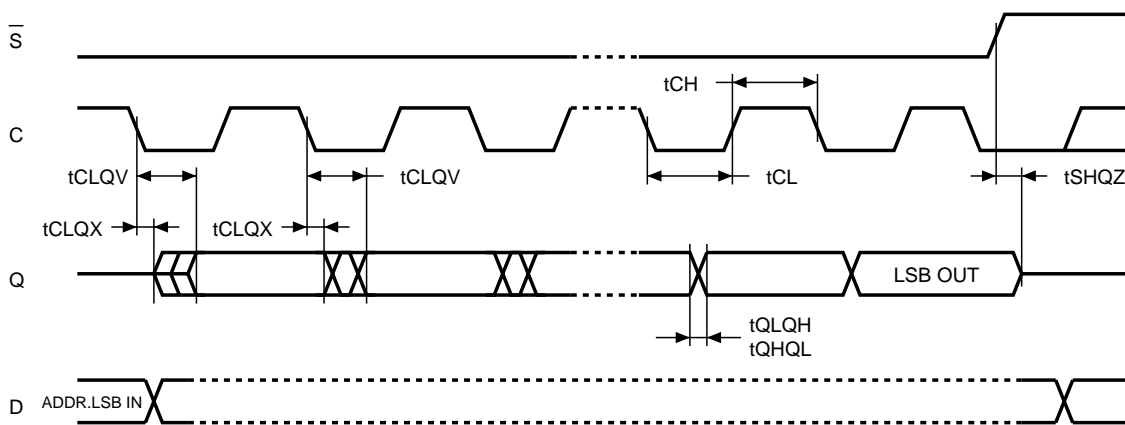 S̅
tCH
C
tCLQV
tCLQV
tCL
tSHQZ
tCLQX
tCLQX
Q
LSB OUT
tQLQH
tQHQL
D
ADDR.LSB IN